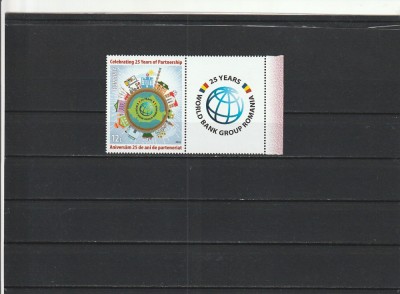 Celebrating 25 Years of Partnership
Aniversăm 25 de ani de parteneriat
25 YEARS
WORLD BANK GROUP ROMANIA